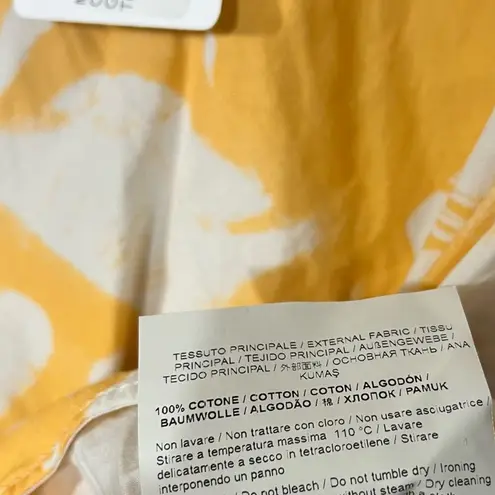 TESSUTO PRINCIPALE / EXTERNAL FABRIC / TISSU
PRINCIPAL / TEJIDO PRINCIPAL / AUßENGEWEBE /
TECIDO PRINCIPAL / 外部面料 / ОСНОВНАЯ ТКАНЬ / ANA
KUMAŞ
100% COTONE / COTTON / COTON / ALGODÓN /
BAUMWOLLE / ALGODÃO / 棉 / ХЛОПОК / PAMUK
Non lavare / Non trattare con cloro / Non usare asciugatrice /
Stirare a temperatura massima 110 °C / Lavare
delicatamente a secco in tetracloroetilene / Stirare
interponendo un panno
Do not bleach / Do not tumble dry / Ironing
without steam / Dry cleaning